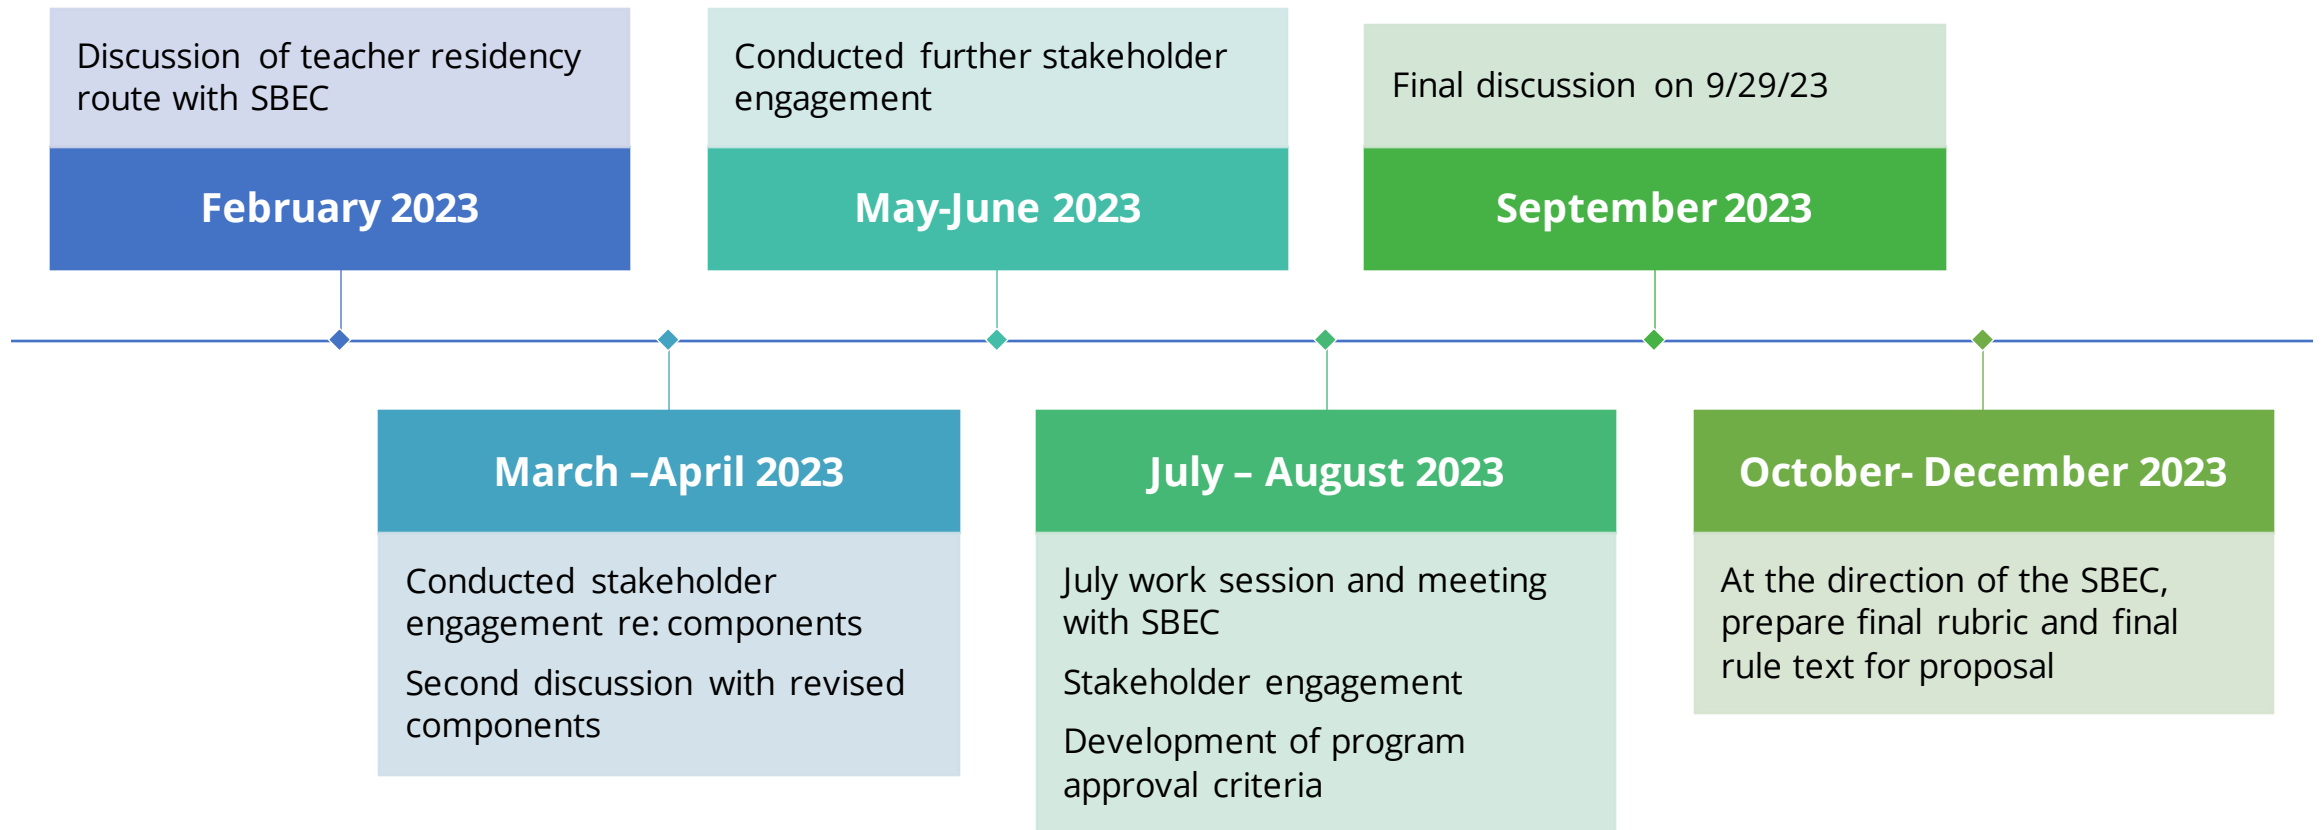 Discussion of teacher residency
route with SBEC
February 2023
Conducted further stakeholder
engagement
May-June 2023
Final discussion on 9/29/23
September 2023
March –April 2023
Conducted stakeholder
engagement re: components
Second discussion with revised
components
July – August 2023
July work session and meeting
with SBEC
Stakeholder engagement
Development of program
approval criteria
October- December 2023
At the direction of the SBEC,
prepare final rubric and final
rule text for proposal